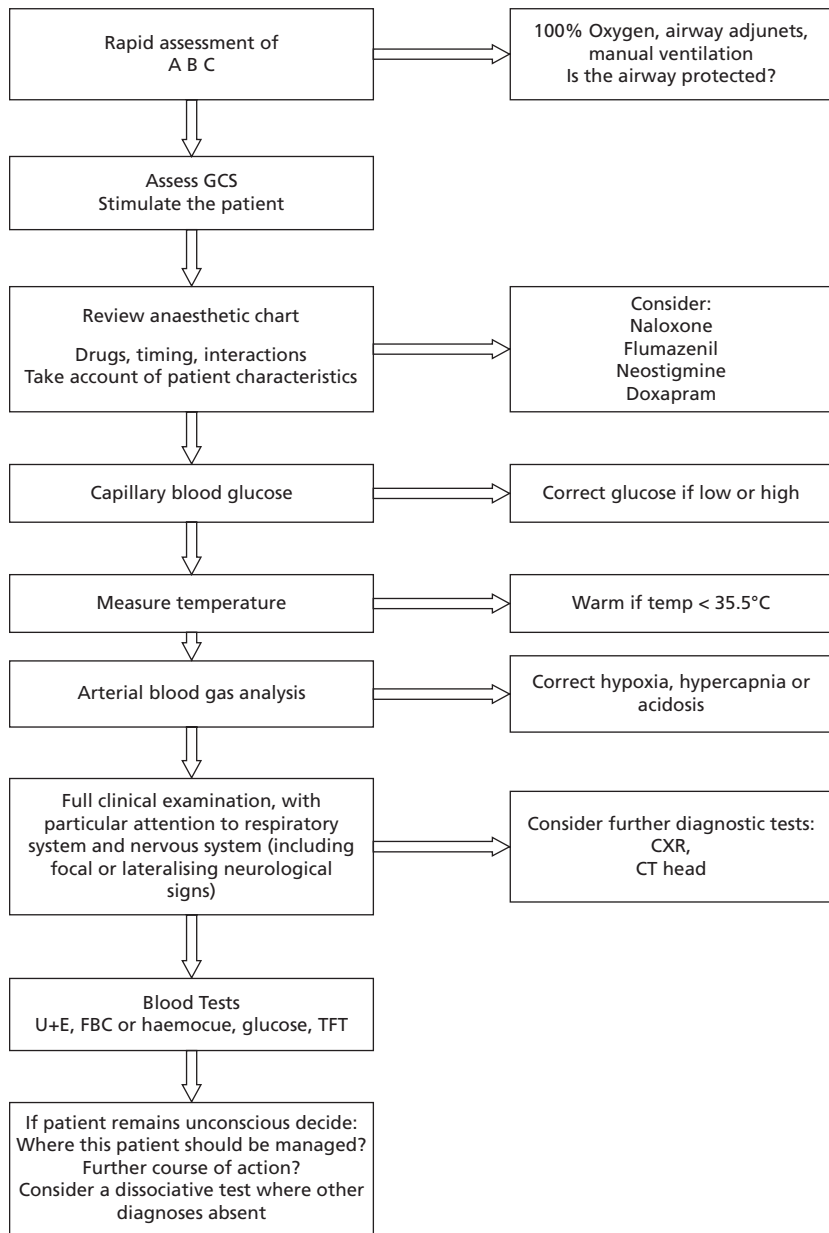 Rapid assessment of
A B C
100% Oxygen, airway adjunets,
manual ventilation
Is the airway protected?
Assess GCS
Stimulate the patient
Review anaesthetic chart
Drugs, timing, interactions
Take account of patient characteristics
Consider:
Naloxone
Flumazenil
Neostigmine
Doxapram
Capillary blood glucose
Correct glucose if low or high
Measure temperature
Warm if temp < 35.5°C
Arterial blood gas analysis
Correct hypoxia, hypercapnia or
acidosis
Full clinical examination, with
particular attention to respiratory
system and nervous system (including
focal or lateralising neurological
signs)
Consider further diagnostic tests:
CXR,
CT head
Blood Tests
U+E, FBC or haemocue, glucose, TFT
If patient remains unconscious decide:
Where this patient should be managed?
Further course of action?
Consider a dissociative test where other
diagnoses absent